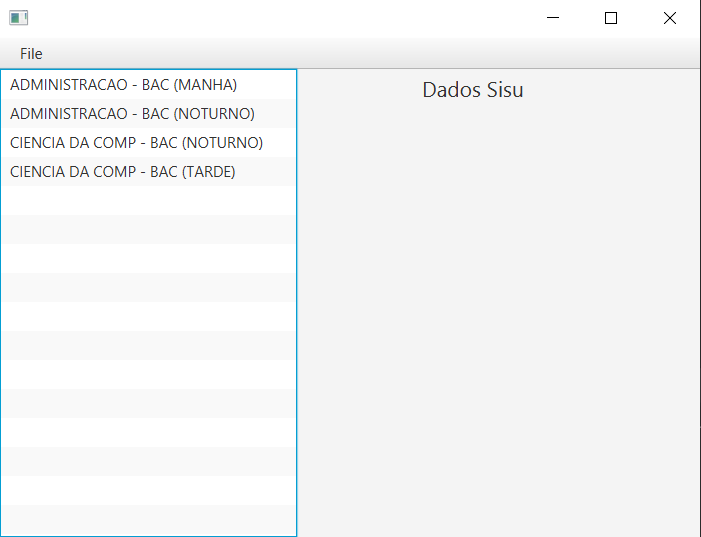 File
ADMINISTRACAO - BAC (MANHA)
ADMINISTRACAO - BAC (NOTURNO)
CIENCIA DA COMP - BAC (NOTURNO)
CIENCIA DA COMP - BAC (TARDE)
Dados Sisu